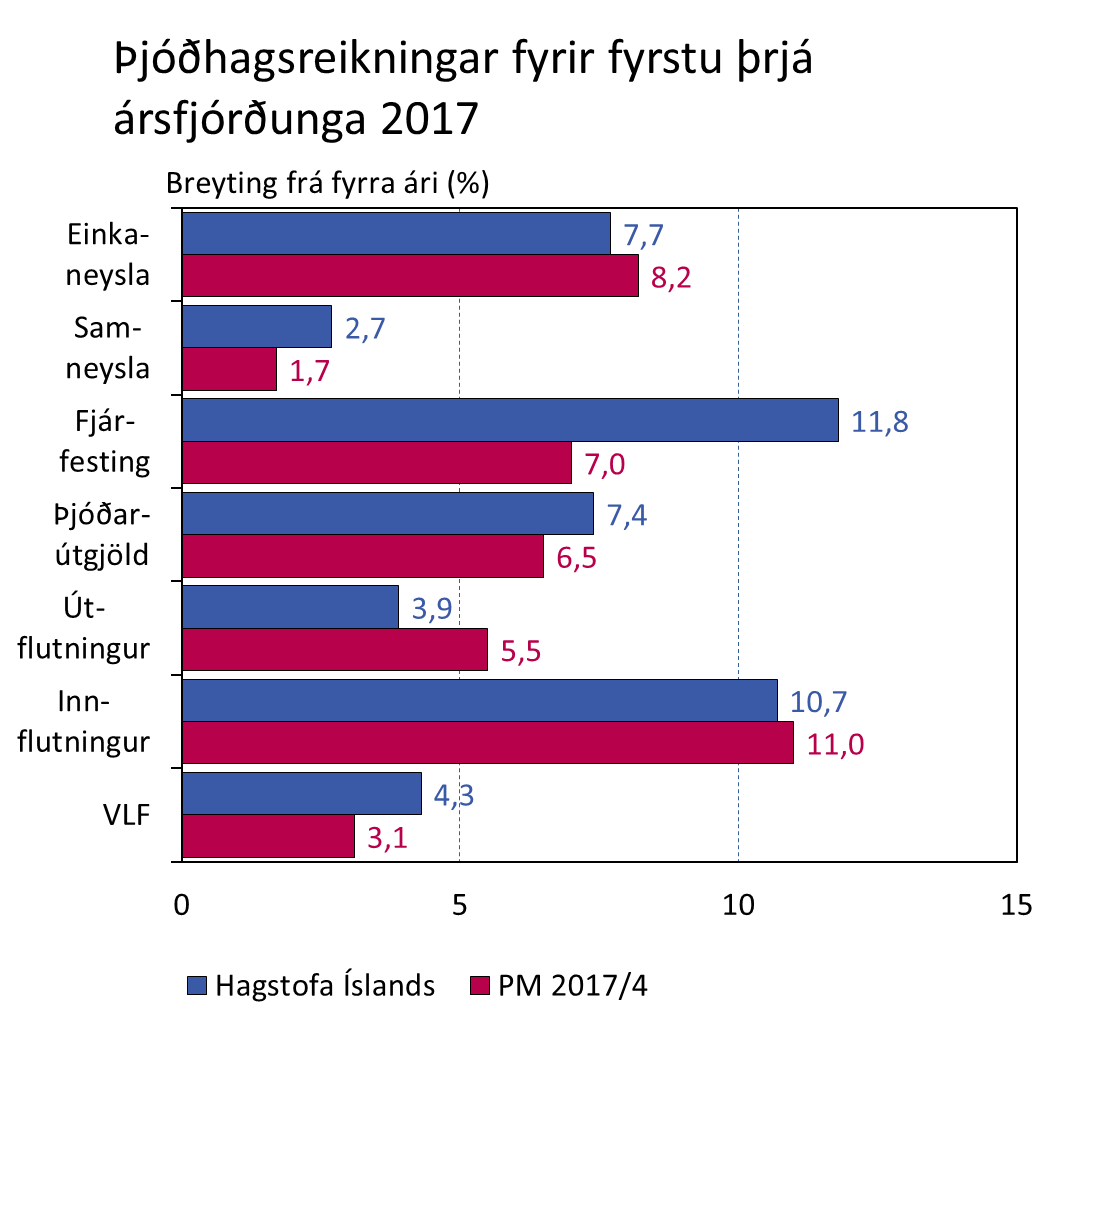 Þjóðhagsreikningar fyrir fyrstu þrjá
ársfjórðunga 2017
Breyting frá fyrra ári (%)
Einka-
neysla
7,7
8,2
Sam-
neysla
2,7
1,7
Fjár-
festing
11,8
7,0
Þjóðar-
útgjöld
7,4
6,5
Út-
flutningur
3,9
5,5
Inn-
flutningur
10,7
11,0
VLF
4,3
3,1
0 5 10 15
Hagstofa Íslands PM 2017/4